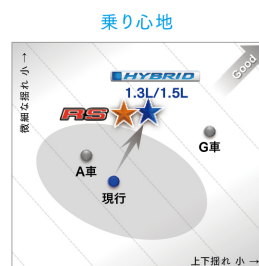 乗り心地
微細な揺れ 小 →
Good
HYBRID
1.3L/1.5L
RS
G車
A車
現行
上下揺れ 小 →